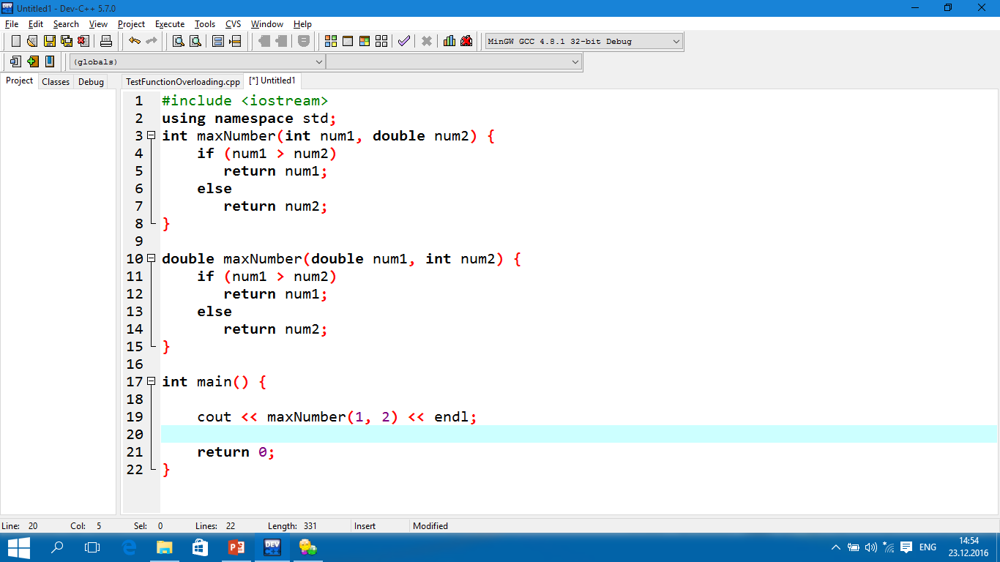 Untitled1 - Dev-C++ 5.7.0
File Edit Search View Project Execute Tools CVS Window Help
MinGW GCC 4.8.1 32-bit Debug
(globals)
Project Classes Debug TestFunctionOverloading.cpp [*] Untitled1
1 #include <iostream>
2 using namespace std;
3 int maxNumber(int num1, double num2) {
4 if (num1 > num2)
5 return num1;
6 else
7 return num2;
8 }
9
10 double maxNumber(double num1, int num2) {
11 if (num1 > num2)
12 return num1;
13 else
14 return num2;
15 }
16
17 int main() {
18
19 cout << maxNumber(1, 2) << endl;
20
21 return 0;
22 }
Line: 20 Col: 5 Sel: 0 Lines: 22 Length: 331 Insert Modified
DEV
ENG
14:54
23.12.2016